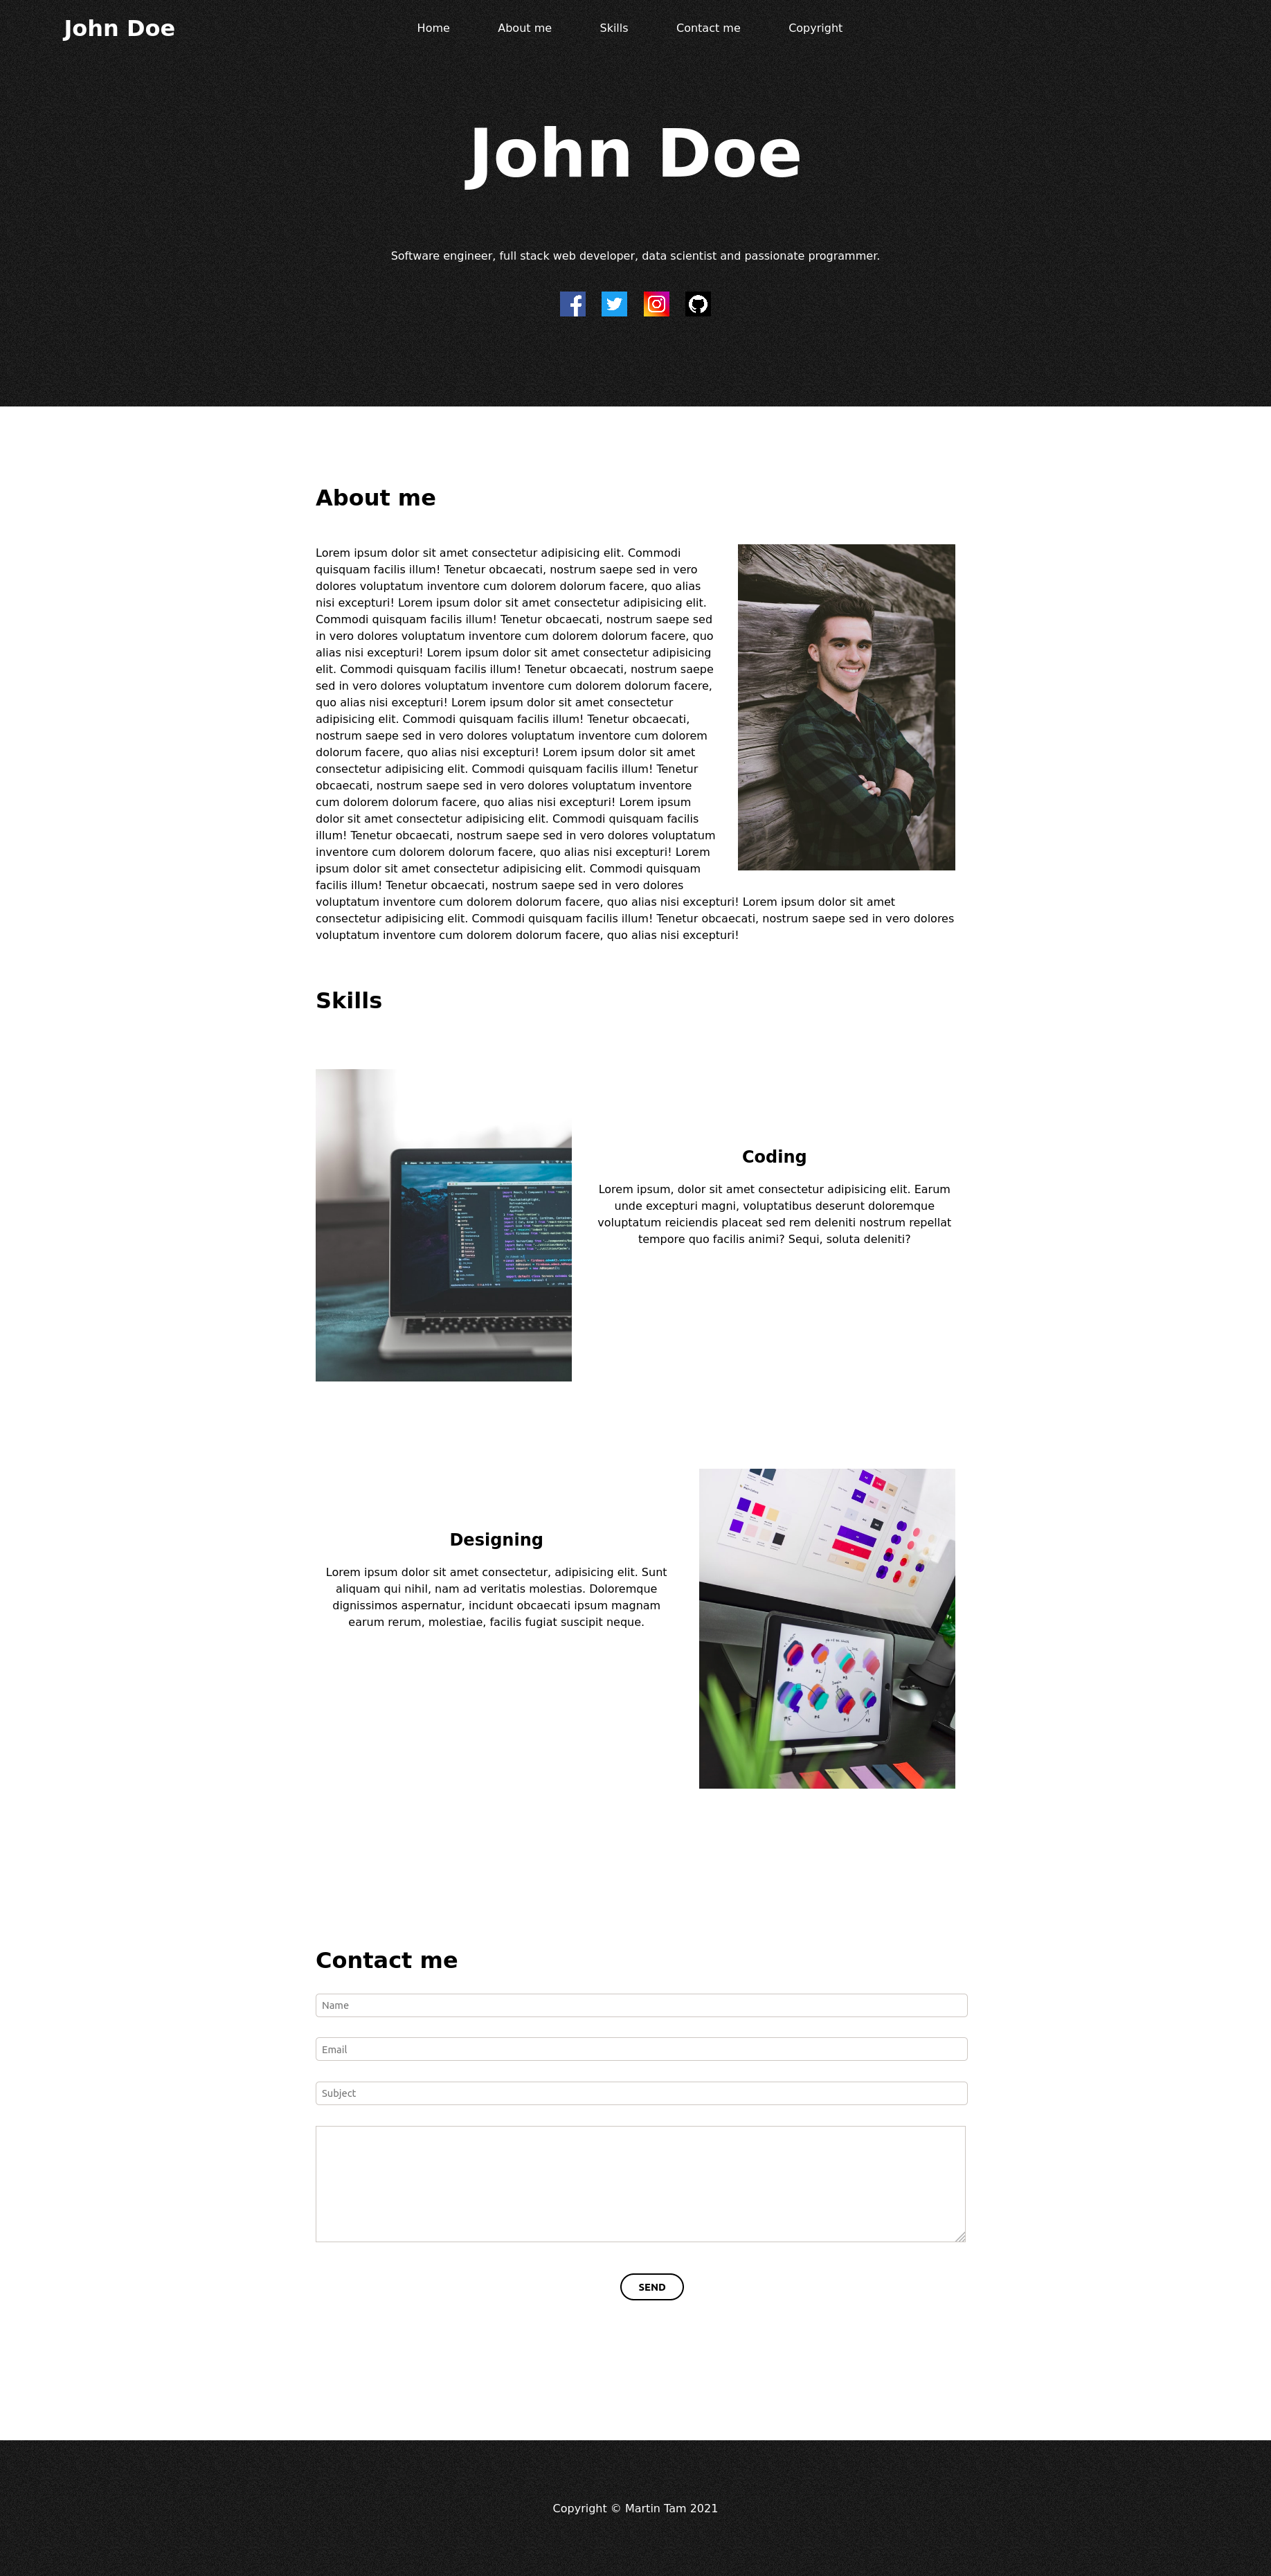 John Doe
Home About me Skills Contact me Copyright
John Doe
Software engineer, full stack web developer, data scientist and passionate programmer.
About me
Lorem ipsum dolor sit amet consectetur adipisicing elit. Commodi
quisquam facilis illum! Tenetur obcaecati, nostrum saepe sed in vero
dolores voluptatum inventore cum dolorem dolorum facere, quo alias
nisi excepturi! Lorem ipsum dolor sit amet consectetur adipisicing elit.
Commodi quisquam facilis illum! Tenetur obcaecati, nostrum saepe sed
in vero dolores voluptatum inventore cum dolorem dolorum facere, quo
alias nisi excepturi! Lorem ipsum dolor sit amet consectetur adipisicing
elit. Commodi quisquam facilis illum! Tenetur obcaecati, nostrum saepe
sed in vero dolores voluptatum inventore cum dolorem dolorum facere,
quo alias nisi excepturi! Lorem ipsum dolor sit amet consectetur
adipisicing elit. Commodi quisquam facilis illum! Tenetur obcaecati,
nostrum saepe sed in vero dolores voluptatum inventore cum dolorem
dolorum facere, quo alias nisi excepturi! Lorem ipsum dolor sit amet
consectetur adipisicing elit. Commodi quisquam facilis illum! Tenetur
obcaecati, nostrum saepe sed in vero dolores voluptatum inventore
cum dolorem dolorum facere, quo alias nisi excepturi! Lorem ipsum
dolor sit amet consectetur adipisicing elit. Commodi quisquam facilis
illum! Tenetur obcaecati, nostrum saepe sed in vero dolores voluptatum
inventore cum dolorem dolorum facere, quo alias nisi excepturi! Lorem
ipsum dolor sit amet consectetur adipisicing elit. Commodi quisquam
facilis illum! Tenetur obcaecati, nostrum saepe sed in vero dolores
voluptatum inventore cum dolorem dolorum facere, quo alias nisi excepturi! Lorem ipsum dolor sit amet
consectetur adipisicing elit. Commodi quisquam facilis illum! Tenetur obcaecati, nostrum saepe sed in vero dolores
voluptatum inventore cum dolorem dolorum facere, quo alias nisi excepturi!
Skills
Coding
Lorem ipsum, dolor sit amet consectetur adipisicing elit. Earum
unde excepturi magni, voluptatibus deserunt doloremque
voluptatum reiciendis placeat sed rem deleniti nostrum repellat
tempore quo facilis animi? Sequi, soluta deleniti?
Designing
Lorem ipsum dolor sit amet consectetur, adipisicing elit. Sunt
aliquam qui nihil, nam ad veritatis molestias. Doloremque
dignissimos aspernatur, incidunt obcaecati ipsum magnam
earum rerum, molestiae, facilis fugiat suscipit neque.
Contact me
Name
Email
Subject
SEND
Copyright © Martin Tam 2021